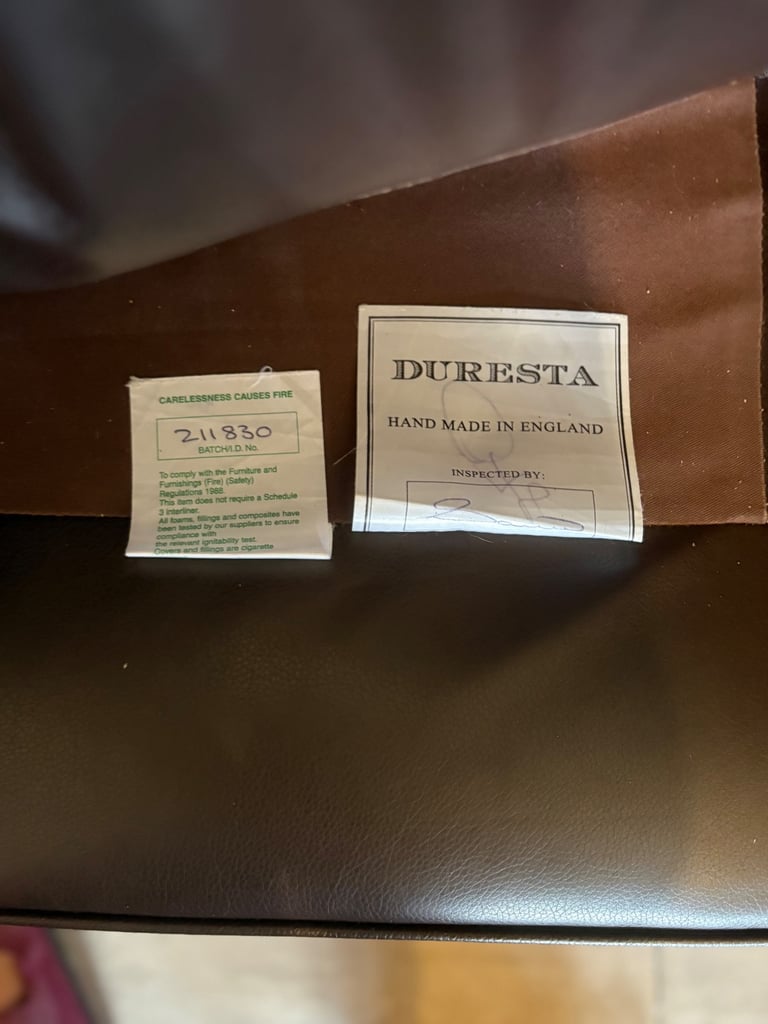 CARELESSNESS CAUSES FIRE
211830
BATCH/I.D. No.
To comply with the Furniture and
Furnishings (Fire) (Safety)
Regulations 1988.
This item does not require a Schedule
3 interliner.
All foams, fillings and composites have
been tested by our suppliers to ensure
compliance with
the relevant ignitability test.
Covers and fillings are cigarette
DURESTA
HAND MADE IN ENGLAND
INSPECTED BY: